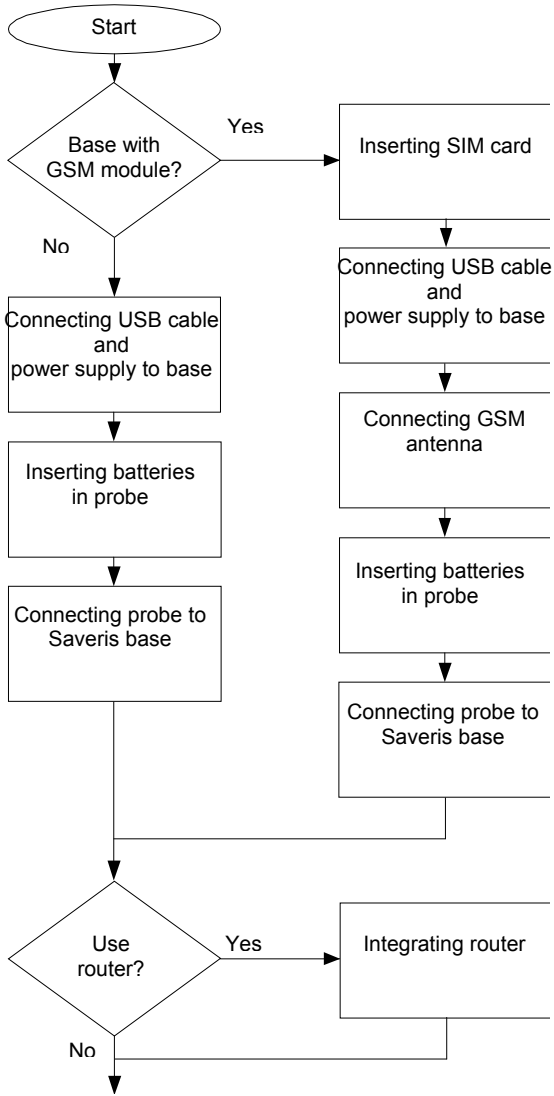 Start
Base with
GSM module?
Yes
Inserting SIM card
No
Connecting USB cable
and
power supply to base
Connecting USB cable
and
power supply to base
Connecting GSM
antenna
Inserting batteries
in probe
Inserting batteries
in probe
Connecting probe to
Saveris base
Connecting probe to
Saveris base
Use
router?
Yes
Integrating router
No